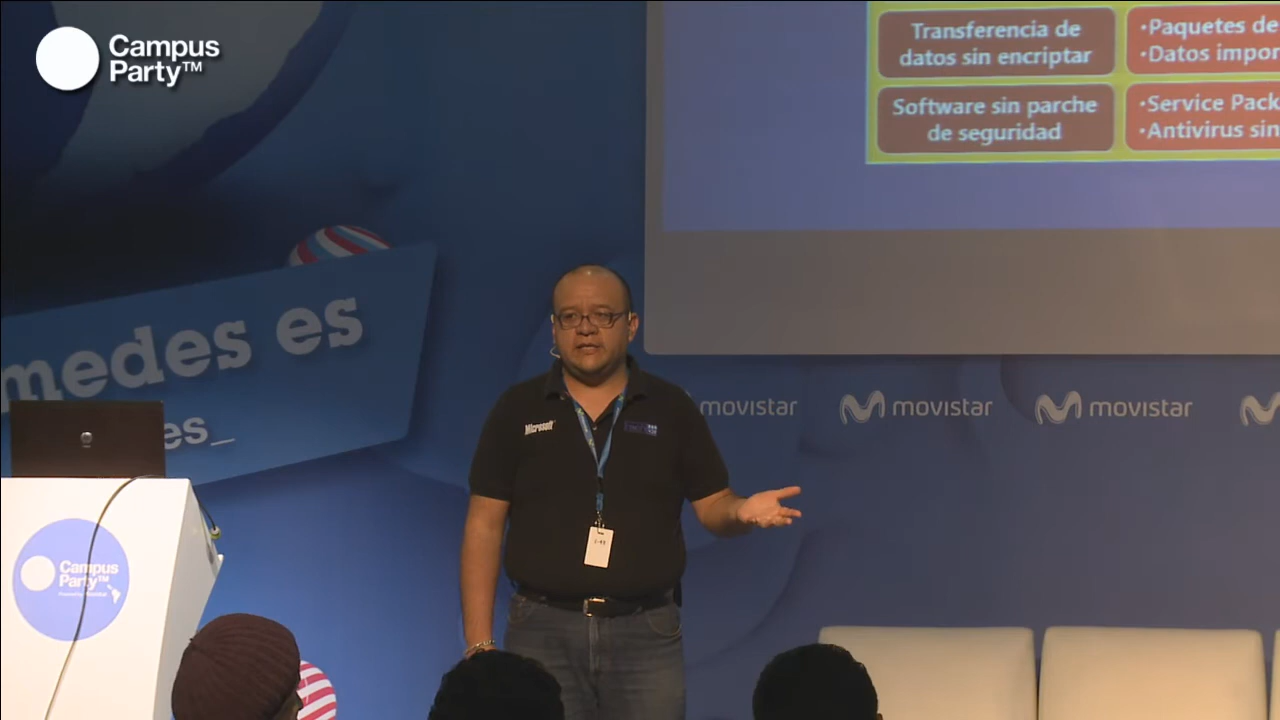 Campus
Party™
Transferencia de
datos sin encriptar
•Paquetes de
•Datos impor
Software sin parche
de seguridad
•Service Pack
•Antivirus sin
medes es
es_
movistar
movistar
movistar
Microsoft
Campus
Party™